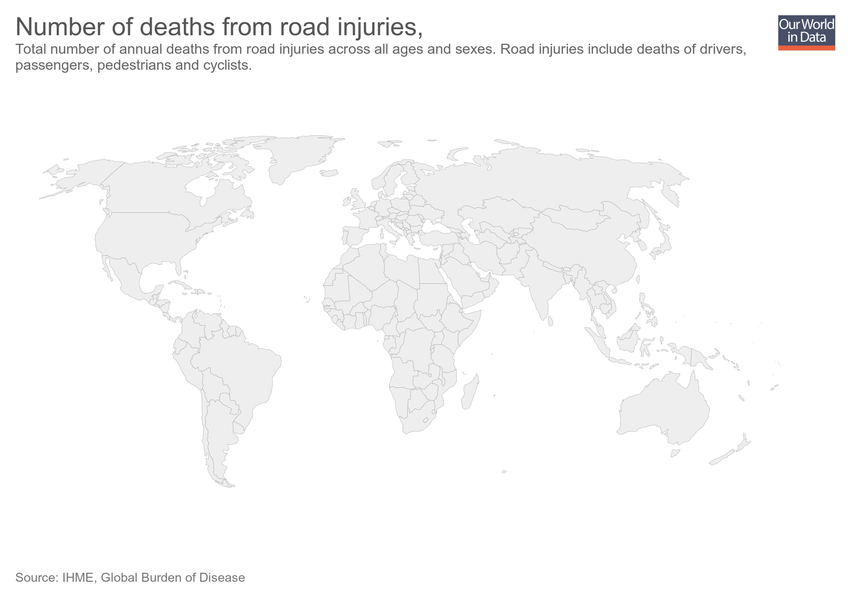 Number of deaths from road injuries,
Our World
in Data
Total number of annual deaths from road injuries across all ages and sexes. Road injuries include deaths of drivers,
passengers, pedestrians and cyclists.
Source: IHME, Global Burden of Disease